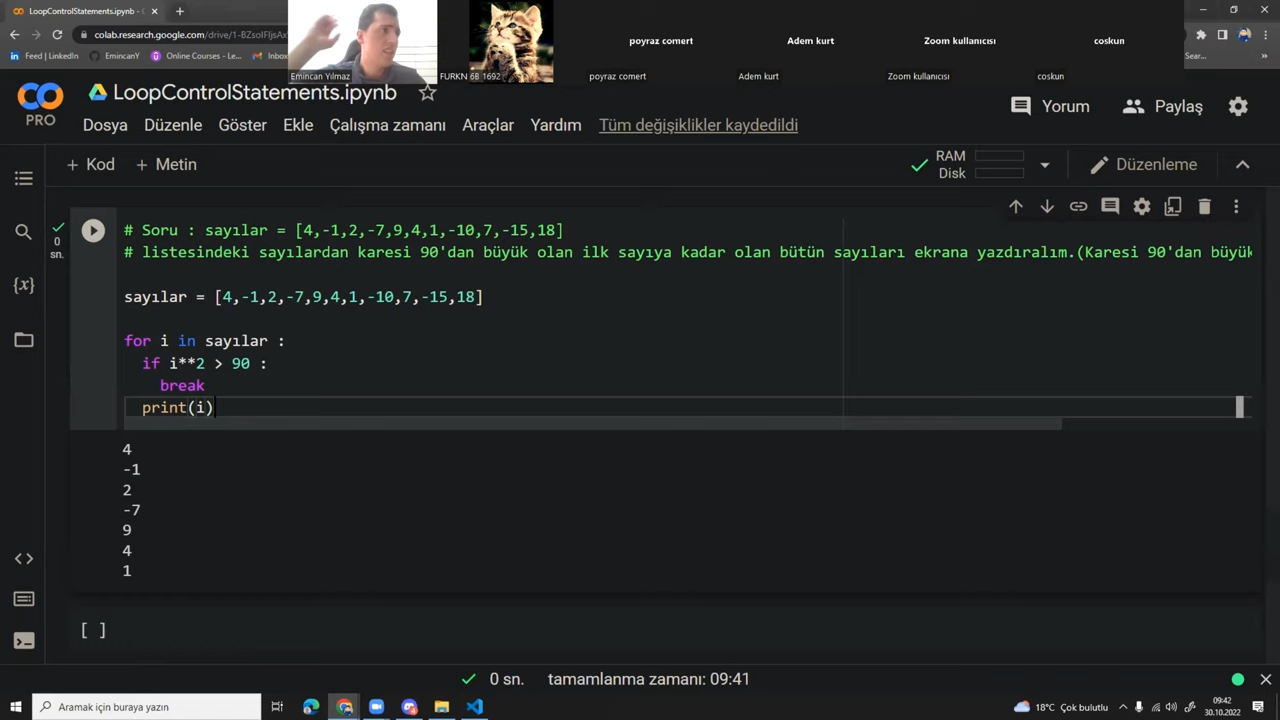 LoopControlStatements.ipynb
colab.research.google.com/drive/1-BZsoIFIjsAx
Feed | LinkedIn
EmincanY
Online Courses - Le...
Inbox
Sear...
Emincan Yılmaz
FURKN 6B 1692
poyraz comert
poyraz comert
Adem kurt
Adem kurt
Zoom kullanıcısı
Zoom kullanıcısı
coskun
coskun
PRO
LoopControlStatements.ipynb
Dosya Düzenle Göster Ekle Çalışma zamanı Araçlar Yardım Tüm değişiklikler kaydedildi
Yorum
Paylaş
+ Kod + Metin
RAM
Disk
Düzenleme
0
sn.
# Soru : sayılar = [4,-1,2,-7,9,4,1,-10,7,-15,18]
# listesindeki sayılardan karesi 90'dan büyük olan ilk sayıya kadar olan bütün sayıları ekrana yazdıralım.(Karesi 90'dan büyük
sayılar = [4,-1,2,-7,9,4,1,-10,7,-15,18]
for i in sayılar :
if i**2 > 90 :
break
print(i)
4
-1
2
-7
9
4
1
[ ]
0 sn. tamamlanma zamanı: 09:41
Aramak için buraya yazın
18°C Çok bulutlu
09:42
30.10.2022